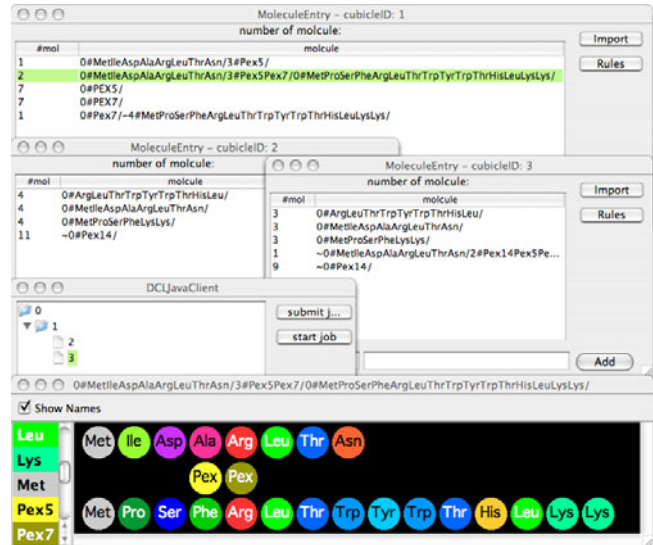 MoleculeEntry - cubicleID: 1
number of molcule:
#mol molcule
1 0#MetIleAspAlaArgLeuThrAsn/3#Pex5/
2 0#MetIleAspAlaArgLeuThrAsn/3#Pex5Pex7/0#MetProSerPheArgLeuThrTrpTyrTrpThrHisLeuLysLys/
7 0#PEX5/
7 0#PEX7/
1 0#Pex7/~4#MetProSerPheArgLeuThrTrpTyrTrpThrHisLeuLysLys/
Import
Rules
MoleculeEntry - cubicleID: 2
number of molcule:
#mol molcule
4 0#ArgLeuThrTrpTyrTrpThrHisLeu/
4 0#MetIleAspAlaArgLeuThrAsn/
4 0#MetProSerPheLysLys/
11 ~0#Pex14/
MoleculeEntry - cubicleID: 3
number of molcule:
#mol molcule
3 0#ArgLeuThrTrpTyrTrpThrHisLeu/
3 0#MetIleAspAlaArgLeuThrAsn/
3 0#MetProSerPheLysLys/
1 ~0#MetIleAspAlaArgLeuThrAsn/2#Pex14Pex5Pe...
9 ~0#Pex14/
Import
Rules
Add
DCLJavaClient
0
1
2
3
submit j...
start job
0#MetIleAspAlaArgLeuThrAsn/3#Pex5Pex7/0#MetProSerPheArgLeuThrTrpTyrTrpThrHisLeuLysLys/
Show Names
Leu
Lys
Met
Pex5
Pex7
Met Ile Asp Ala Arg Leu Thr Asn
Pex Pex
Met Pro Ser Phe Arg Leu Thr Trp Tyr Trp Thr His Leu Lys Lys